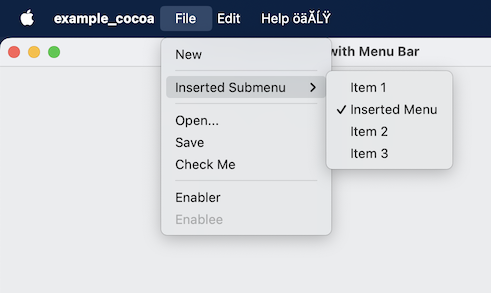 example_cocoa File Edit Help öäǍĹŸ
with Menu Bar
New
Inserted Submenu
Open...
Save
Check Me
Enabler
Enablee
Item 1
Inserted Menu
Item 2
Item 3